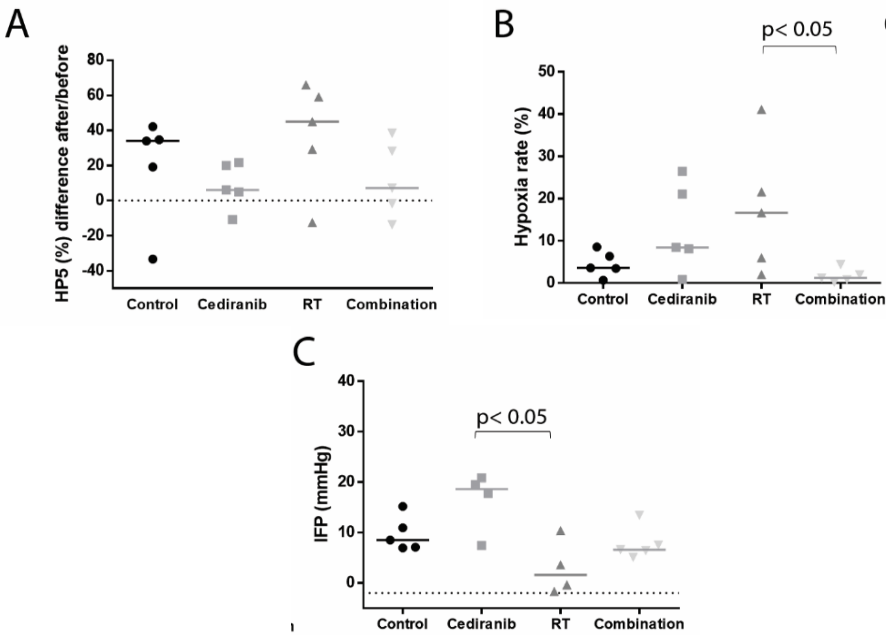 A
HP5 (%) difference after/before
80
60
40
20
0
-20
-40
Control Cediranib RT Combination
B
p< 0.05
Hypoxia rate (%)
50
40
30
20
10
0
Control Cediranib RT Combination
C
p< 0.05
IFP (mmHg)
40
30
20
10
0
Control Cediranib RT Combination